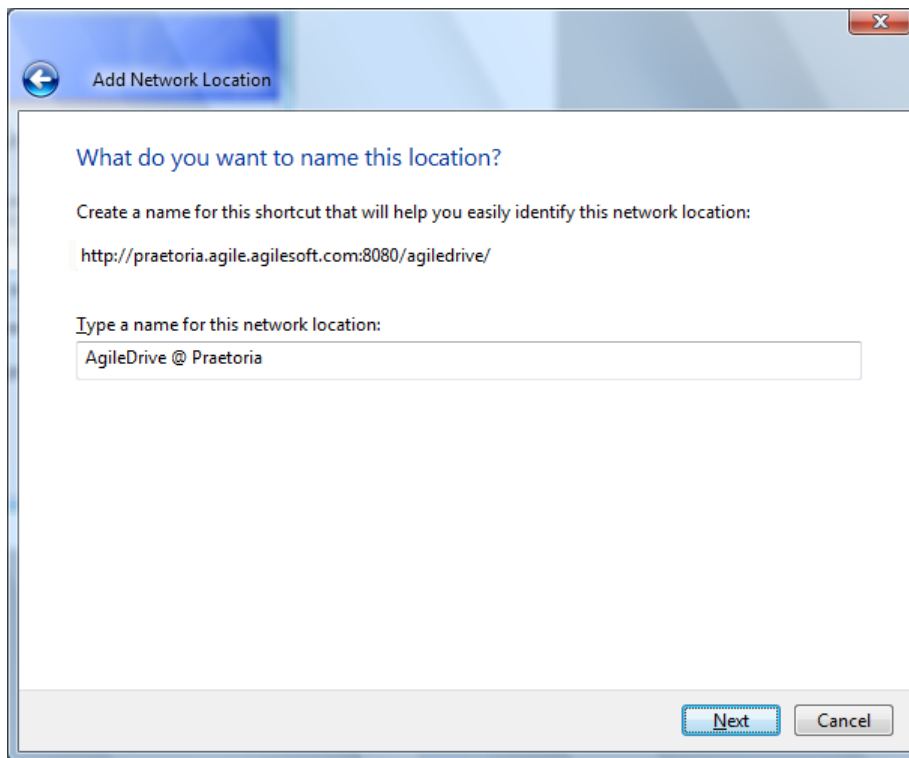 Add Network Location
What do you want to name this location?
Create a name for this shortcut that will help you easily identify this network location:
http://praetoria.agile.agilesoft.com:8080/agiledrive/
Type a name for this network location:
AgileDrive @ Praetoria
Next
Cancel